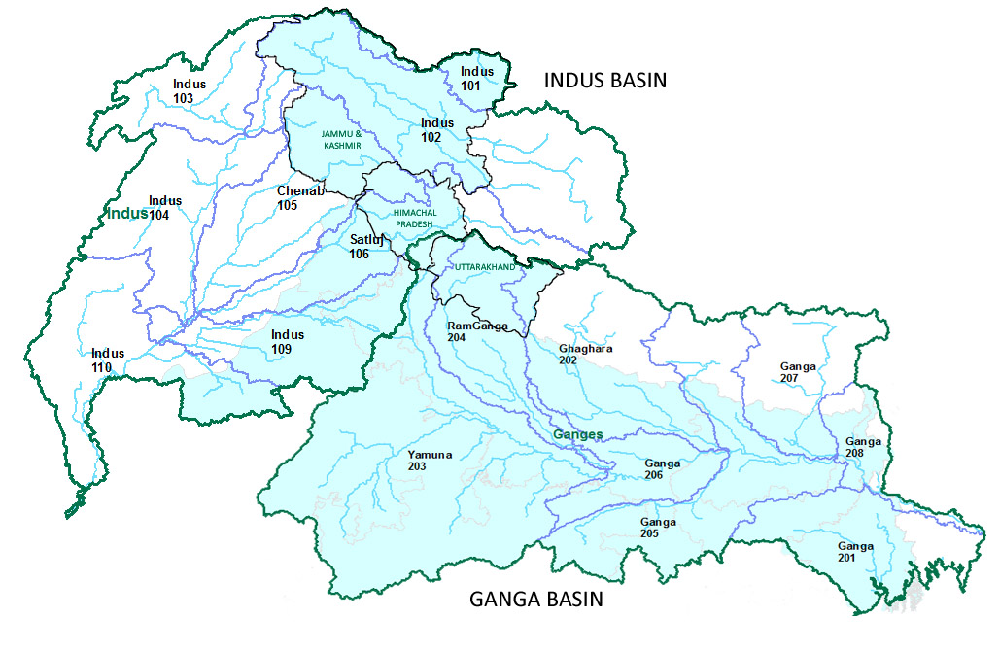 INDUS BASIN
Indus
101
Indus
103
Indus
102
JAMMU &
KASHMIR
Chenab
105
Indus
104
Indus
HIMACHAL
PRADESH
Satluj
106
UTTARAKHAND
RamGanga
204
Indus
109
Ghaghara
202
Indus
110
Ganga
207
Ganges
Ganga
208
Yamuna
203
Ganga
206
Ganga
205
Ganga
201
GANGA BASIN